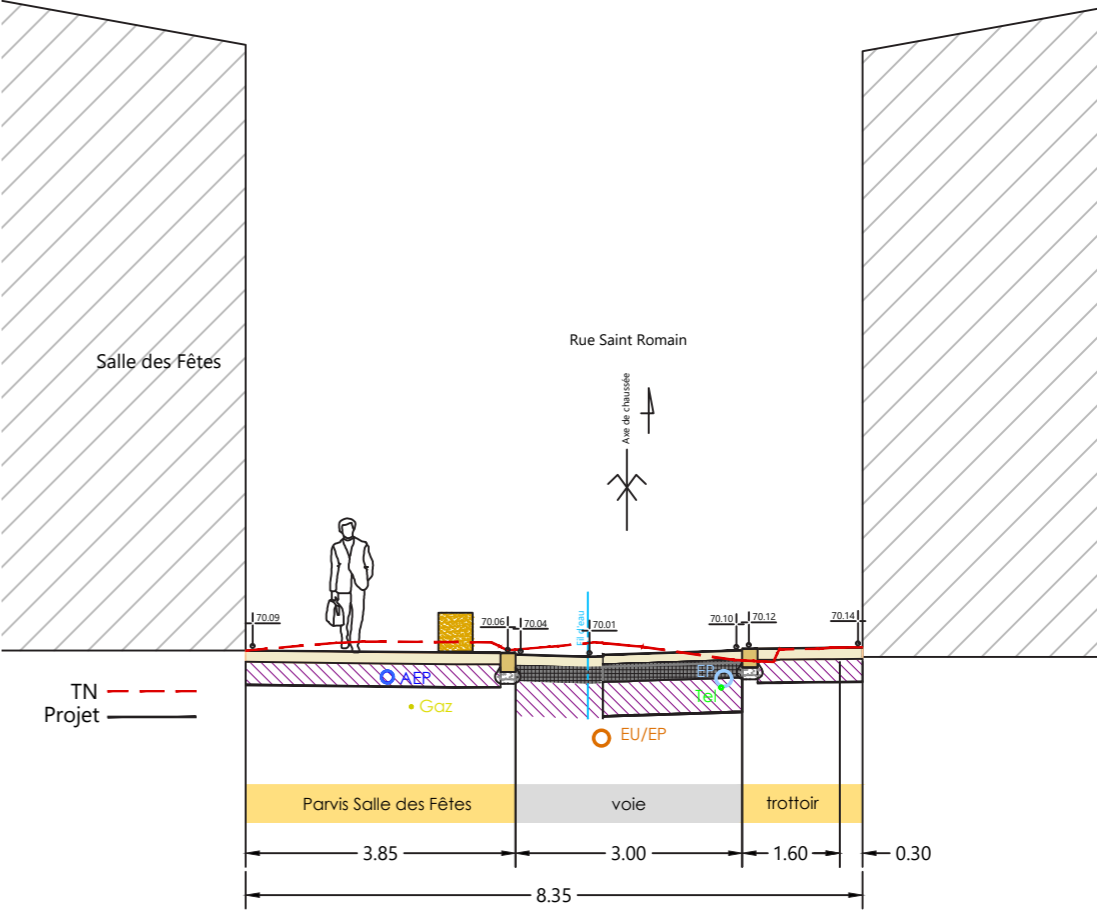 Rue Saint Romain
Salle des Fêtes
Axe de chaussée
70.09
70.06
70.04
Fil d'eau
70.01
70.10
70.12
70.14
AEP
EP
Tel
TN
Gaz
Projet
EU/EP
Parvis Salle des Fêtes
voie
trottoir
3.85
3.00
1.60
0.30
8.35